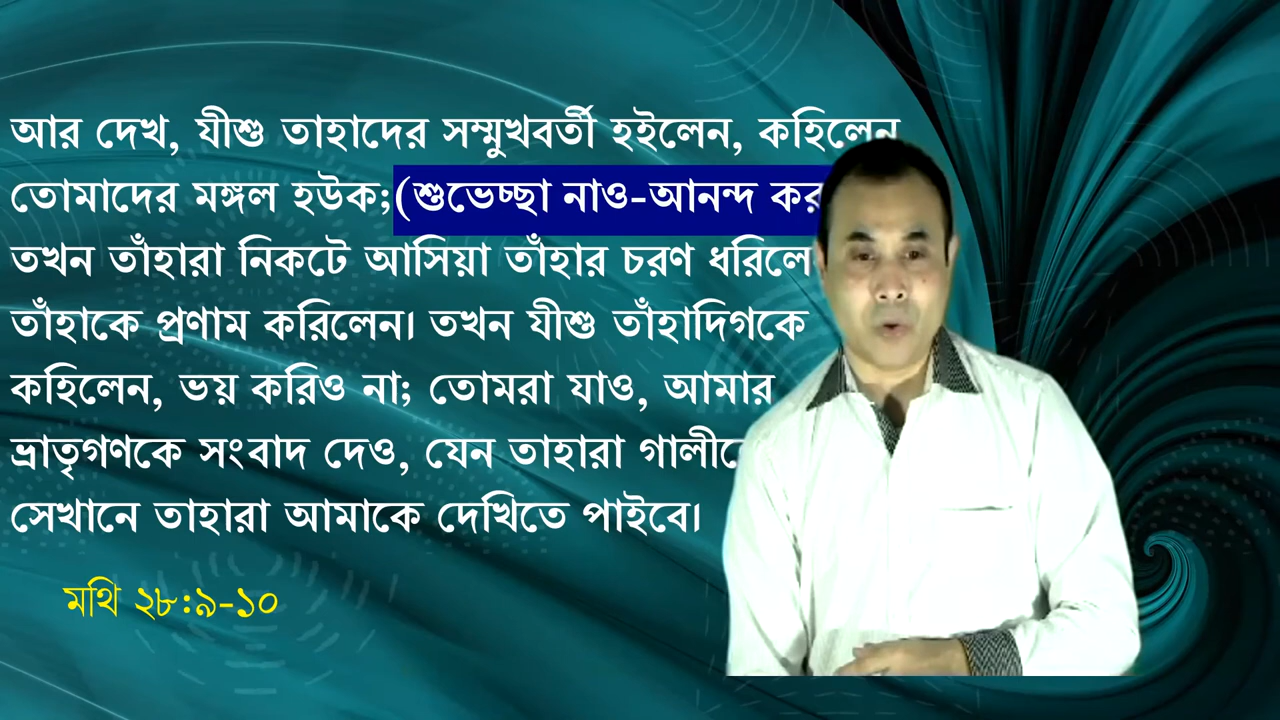 আর দেখ, যীশু তাহাদের সম্মুখবর্তী হইলেন, কহিলেন
তোমাদের মঙ্গল হউক;(শুভেচ্ছা নাও-আনন্দ কর
তখন তাঁহারা নিকটে আসিয়া তাঁহার চরণ ধরিলে
তাঁহাকে প্রণাম করিলেন। তখন যীশু তাঁহাদিগকে
কহিলেন, ভয় করিও না; তোমরা যাও, আমার
ভ্রাতৃগণকে সংবাদ দেও, যেন তাহারা
সেখানে তাহারা আমাকে দেখিতে পাইবে।
মথি ২৮:৯-১০